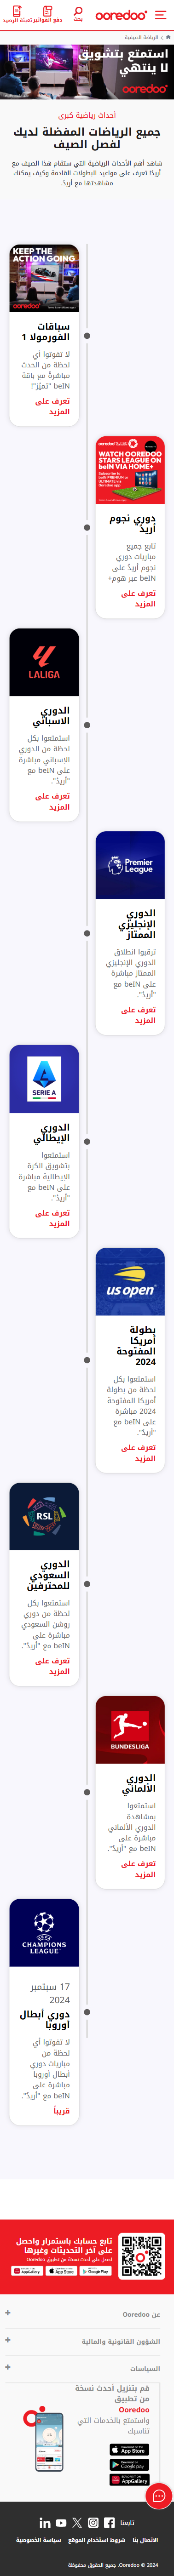 ooredoo
بحث
دفع الفواتير
تعبئة الرصيد
الرياضة الصيفية
استمتع بتشويق
لا ينتهي
ooredoo
أحداث رياضية كبرى
جميع الرياضات المفضلة لديك
لفصل الصيف
شاهد أهم الأحداث الرياضية التي ستقام هذا الصيف مع
أريدُ! تعرف على مواعيد البطولات القادمة وكيف يمكنك
مشاهدتها مع أريدُ.
KEEP THE
ACTION GOING
سباقات
الفورمولا 1
لا تفوتوا أي
لحظة من الحدث
مباشرةً مع باقة
beIN "تميّز"!
تعرف على
المزيد
WATCH OOREDOO
STARS LEAGUE ON
beIN VIA HOME+
دوري نجوم
أريدُ
تابع جميع
مباريات دوري
نجوم أريدُ على
beIN عبر هوم+
تعرف على
المزيد
LALIGA
الدوري
الاسباني
استمتعوا بكل
لحظة من الدوري
الإسباني مباشرة
على beIN مع
"أريدُ".
تعرف على
المزيد
Premier
League
الدوري
الإنجليزي
الممتاز
ترقبوا انطلاق
الدوري الإنجليزي
الممتاز مباشرة
على beIN مع
"أريدُ".
تعرف على
المزيد
SERIE A
الدوري
الإيطالي
استمتعوا
بتشويق الكرة
الإيطالية مباشرة
على beIN مع
"أريدُ".
تعرف على
المزيد
us open
بطولة
أمريكا
المفتوحة
2024
استمتعوا بكل
لحظة من بطولة
أمريكا المفتوحة
2024 مباشرة
على beIN مع
"أريدُ".
تعرف على
المزيد
RSL
الدوري
السعودي
للمحترفين
استمتعوا بكل
لحظة من دوري
روشن السعودي
مباشرة على
beIN مع "أريدُ".
تعرف على
المزيد
BUNDESLIGA
الدوري
الألماني
استمتعوا
بمشاهدة
الدوري الألماني
مباشرة على
beIN مع "أريدُ".
تعرف على
المزيد
CHAMPIONS
LEAGUE
17 سبتمبر
2024
دوري أبطال
أوروبا
لا تفوتوا أي
لحظة من
مباريات دوري
أبطال أوروبا
مباشرة على
beIN مع "أريدُ".
قريباً
تابع حسابك باستمرار واحصل
على آخر التحديثات وغيرها
احصل على أحدث نسخة من تطبيق Ooredoo
AppGallery
App Store
Google Play
عن Ooredoo
الشؤون القانونية والمالية
السياسات
قم بتنزيل أحدث نسخة
من تطبيق
Ooredoo
واستمتع بالخدمات التي
تناسبك
App Store
Google Play
AppGallery
تابعنا
الاتصال بنا
شروط استخدام الموقع
سياسة الخصوصية
© 2024 Ooredoo. جميع الحقوق محفوظة